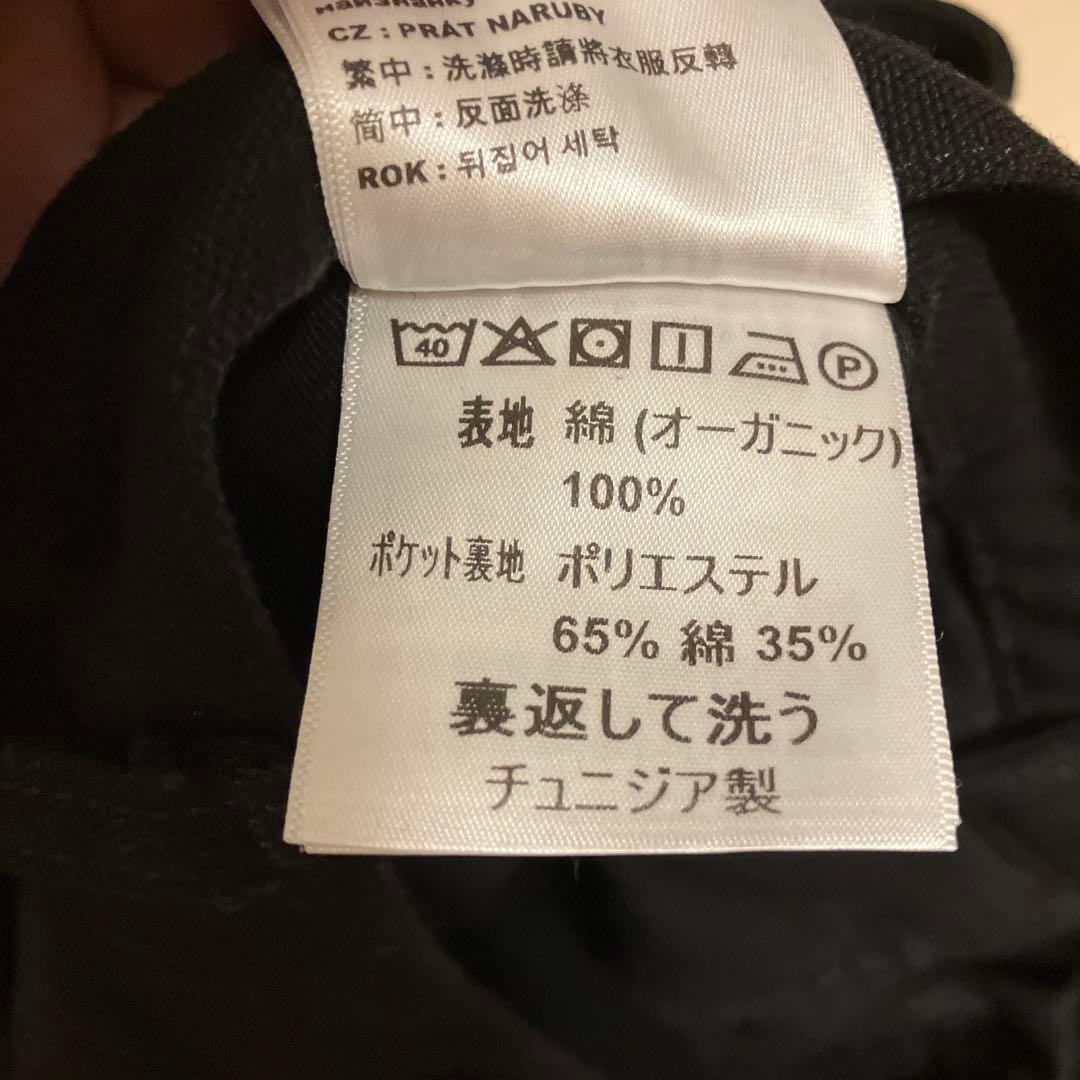 CZ : PRÁT NARUBY
繁中 : 洗滌時請將衣服反轉
简中 : 反面洗涤
ROK : 뒤집어 세탁
40 P
表地 綿 (オーガニック)
100%
ポケット裏地 ポリエステル
65% 綿 35%
裏返して洗う
チュニジア製